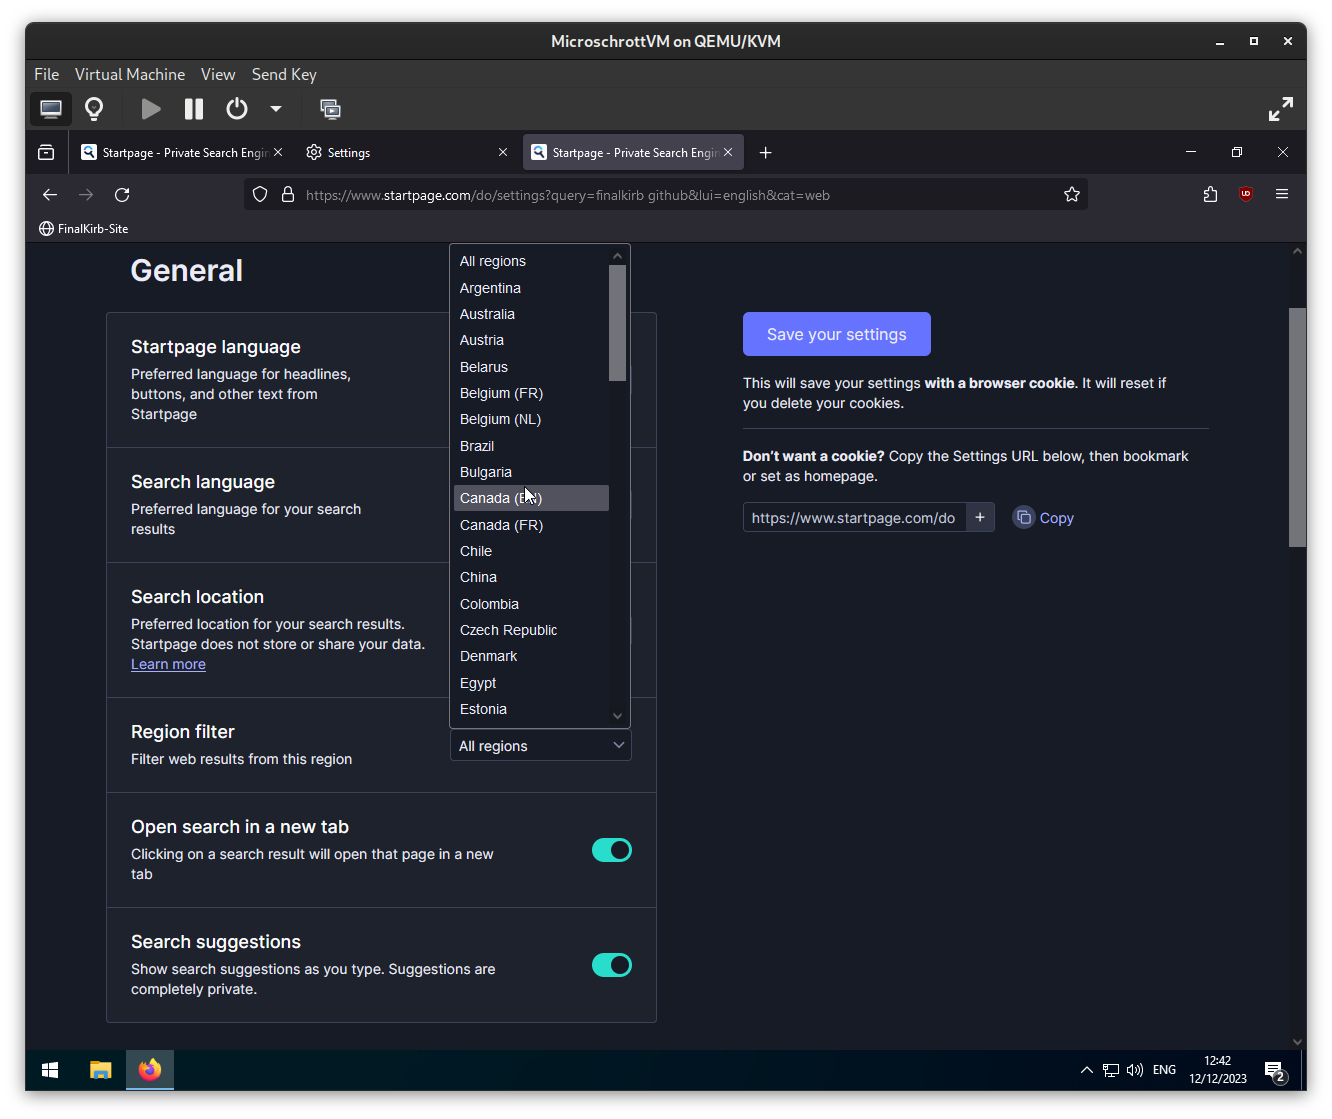 MicroschrottVM on QEMU/KVM
File Virtual Machine View Send Key
Startpage - Private Search Engin
Settings
Startpage - Private Search Engin
https://www.startpage.com/do/settings?query=finalkirb github&lui=english&cat=web
FinalKirb-Site
General
Startpage language
Preferred language for headlines,
buttons, and other text from
Startpage
Search language
Preferred language for your search
results
Search location
Preferred location for your search results.
Startpage does not store or share your data.
Learn more
Region filter
Filter web results from this region
All regions
Argentina
Australia
Austria
Belarus
Belgium (FR)
Belgium (NL)
Brazil
Bulgaria
Canada (EN)
Canada (FR)
Chile
China
Colombia
Czech Republic
Denmark
Egypt
Estonia
All regions
Open search in a new tab
Clicking on a search result will open that page in a new
tab
Search suggestions
Show search suggestions as you type. Suggestions are
completely private.
Save your settings
This will save your settings with a browser cookie. It will reset if
you delete your cookies.
Don't want a cookie? Copy the Settings URL below, then bookmark
or set as homepage.
https://www.startpage.com/do
+
Copy
ENG
12:42
12/12/2023
2